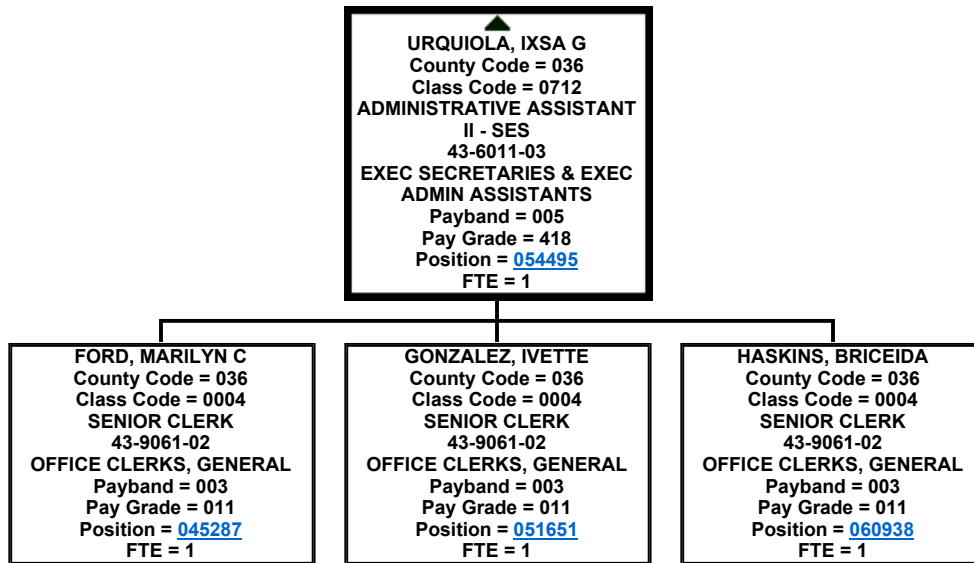 URQUIOLA, IXSA G
County Code = 036
Class Code = 0712
ADMINISTRATIVE ASSISTANT
II - SES
43-6011-03
EXEC SECRETARIES & EXEC
ADMIN ASSISTANTS
Payband = 005
Pay Grade = 418
Position = 054495
FTE = 1
FORD, MARILYN C
County Code = 036
Class Code = 0004
SENIOR CLERK
43-9061-02
OFFICE CLERKS, GENERAL
Payband = 003
Pay Grade = 011
Position = 045287
FTE = 1
GONZALEZ, IVETTE
County Code = 036
Class Code = 0004
SENIOR CLERK
43-9061-02
OFFICE CLERKS, GENERAL
Payband = 003
Pay Grade = 011
Position = 051651
FTE = 1
HASKINS, BRICEIDA
County Code = 036
Class Code = 0004
SENIOR CLERK
43-9061-02
OFFICE CLERKS, GENERAL
Payband = 003
Pay Grade = 011
Position = 060938
FTE = 1